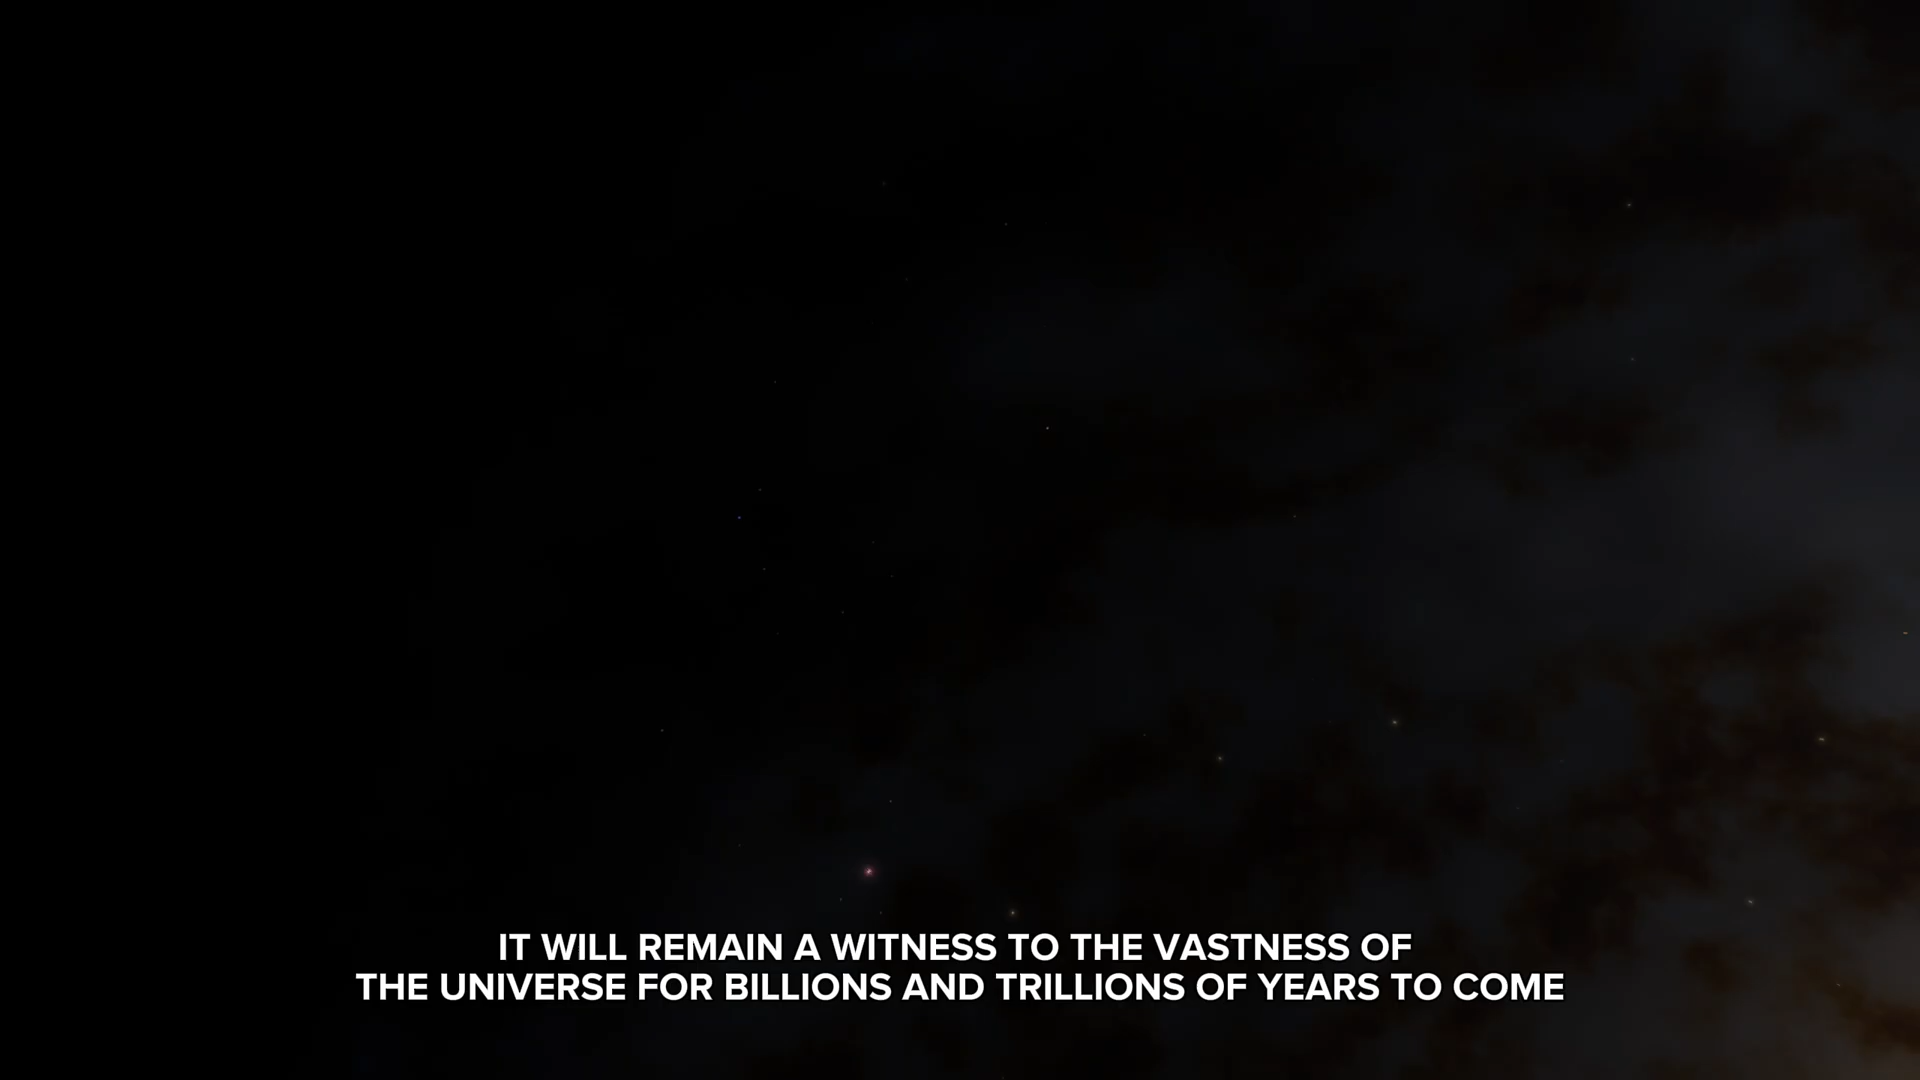 IT WILL REMAIN A WITNESS TO THE VASTNESS OF
THE UNIVERSE FOR BILLIONS AND TRILLIONS OF YEARS TO COME